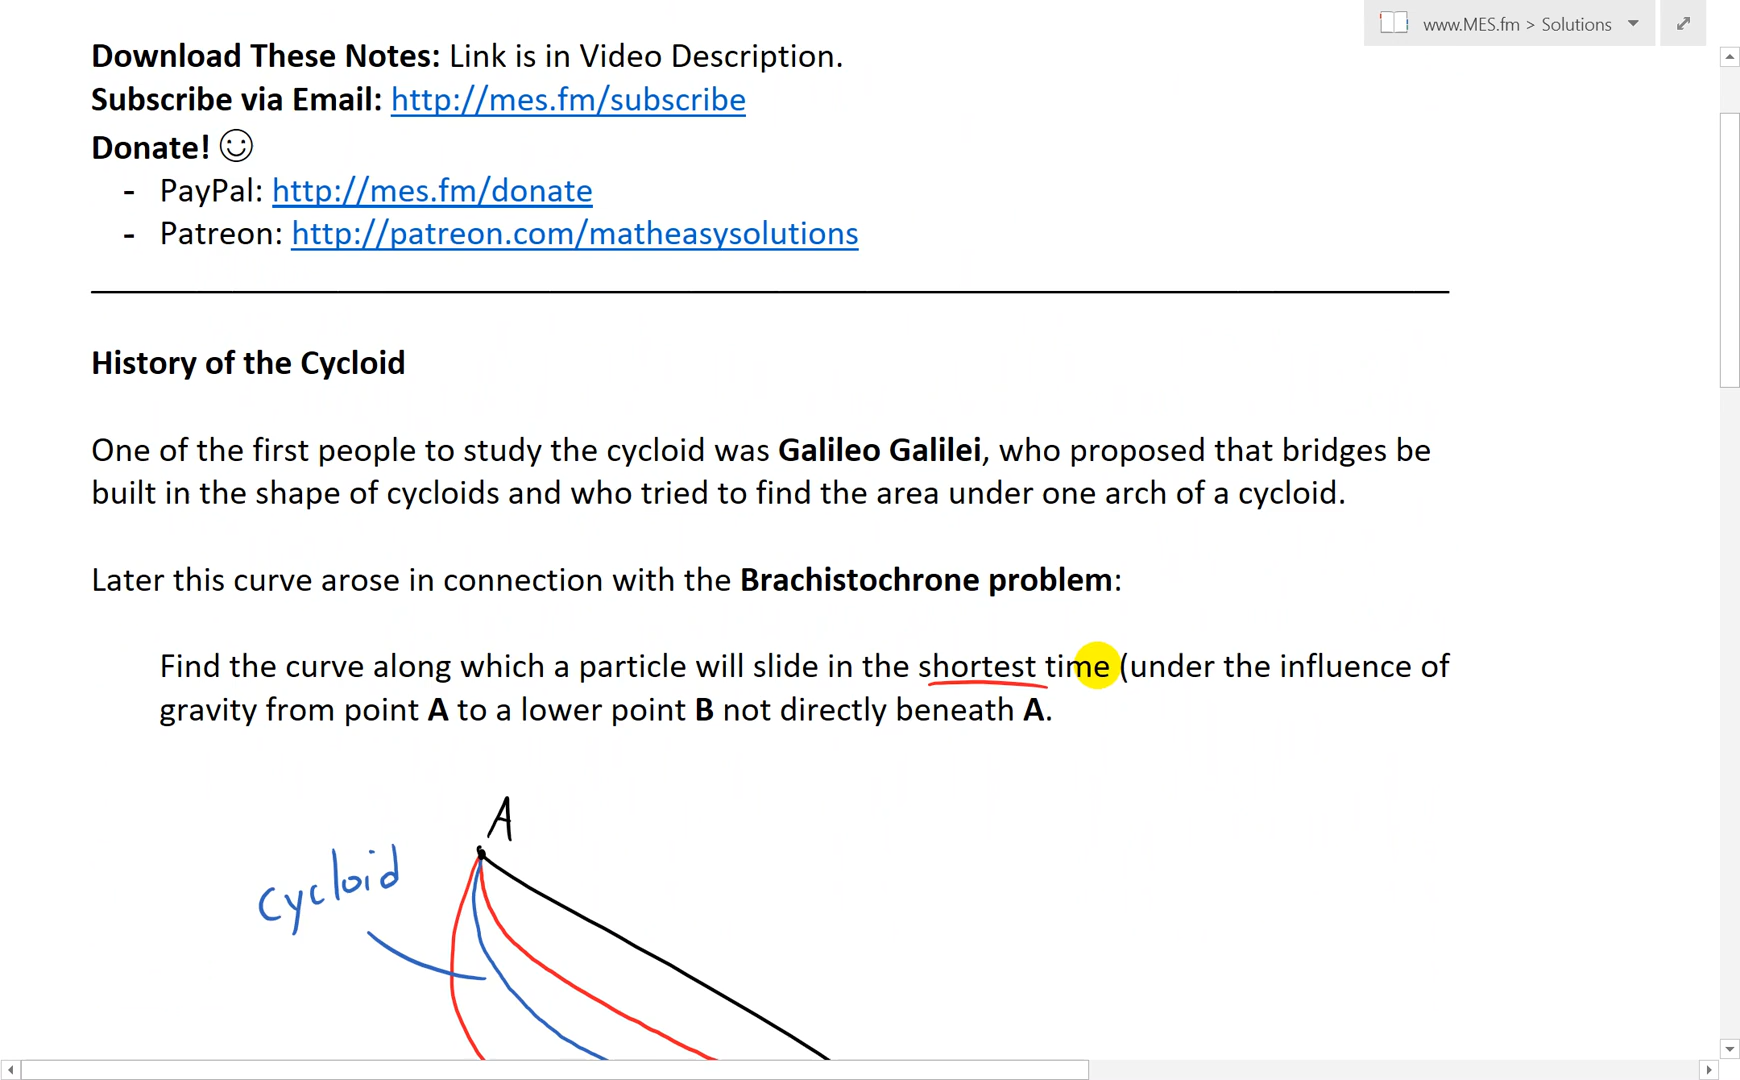 www.MES.fm > Solutions
Download These Notes: Link is in Video Description.
Subscribe via Email: http://mes.fm/subscribe
Donate! ☺
- PayPal: http://mes.fm/donate
- Patreon: http://patreon.com/matheasysolutions
History of the Cycloid
One of the first people to study the cycloid was Galileo Galilei, who proposed that bridges be
built in the shape of cycloids and who tried to find the area under one arch of a cycloid.
Later this curve arose in connection with the Brachistochrone problem:
Find the curve along which a particle will slide in the shortest time (under the influence of
gravity from point A to a lower point B not directly beneath A.
A
Cycloid